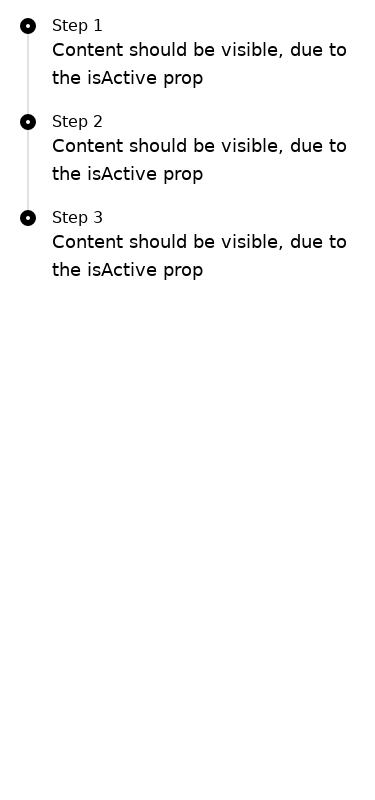 Step 1
Content should be visible, due to
the isActive prop
Step 2
Content should be visible, due to
the isActive prop
Step 3
Content should be visible, due to
the isActive prop